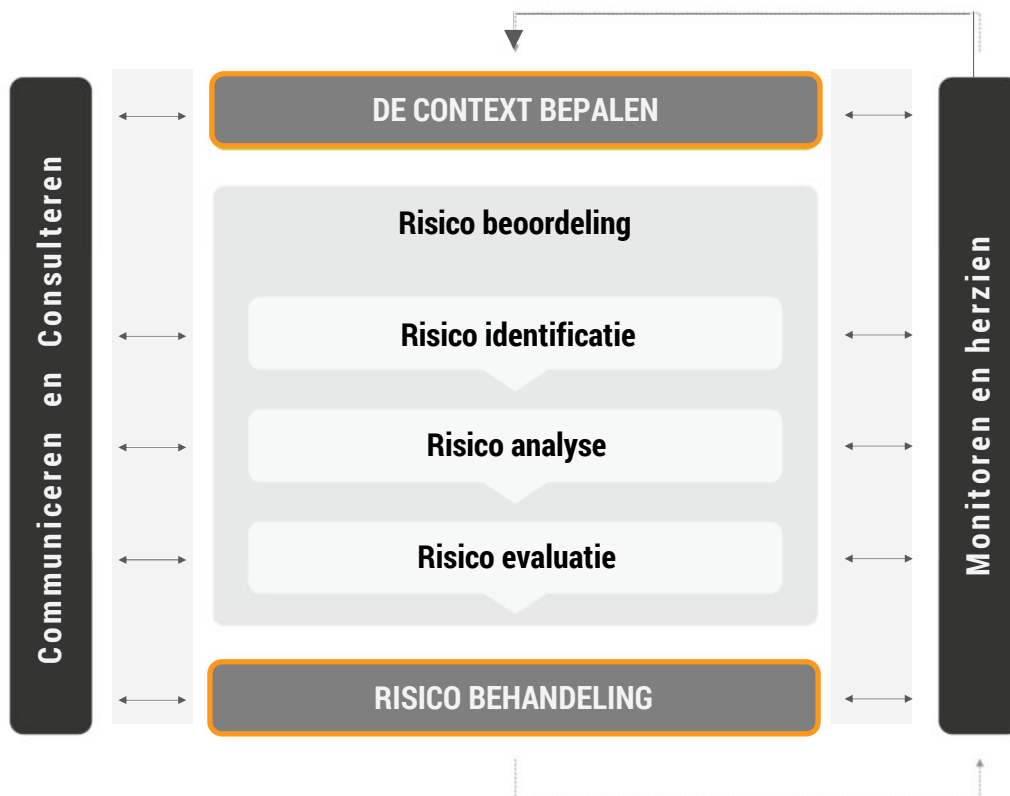 DE CONTEXT BEPALEN
Communiceren en Consulteren
Risico beoordeling
Risico identificatie
Risico analyse
Risico evaluatie
Monitoren en herzien
RISICO BEHANDELING